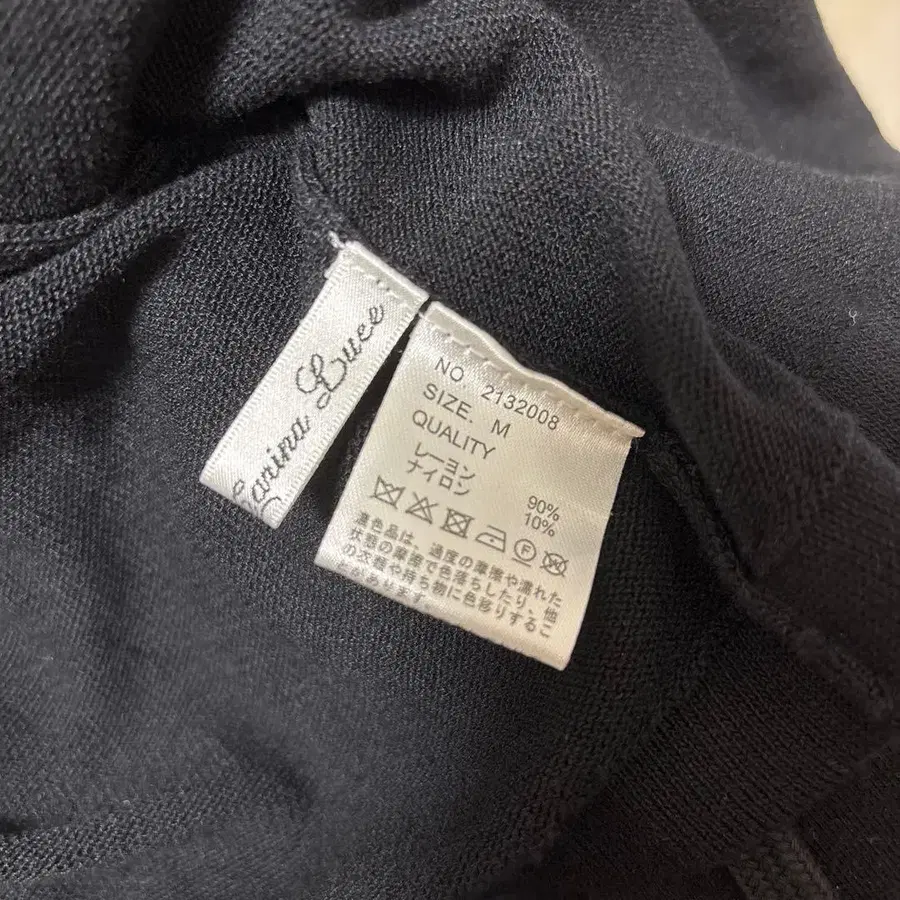 Carina Luce
NO. 2132008
SIZE. M
QUALITY
レーヨン 90%
ナイロン 10%
F W
濃色品は、過度の摩擦や濡れた
状態の摩擦で色落ちしたり、他
の衣類や持ち物に色移りするこ
があります